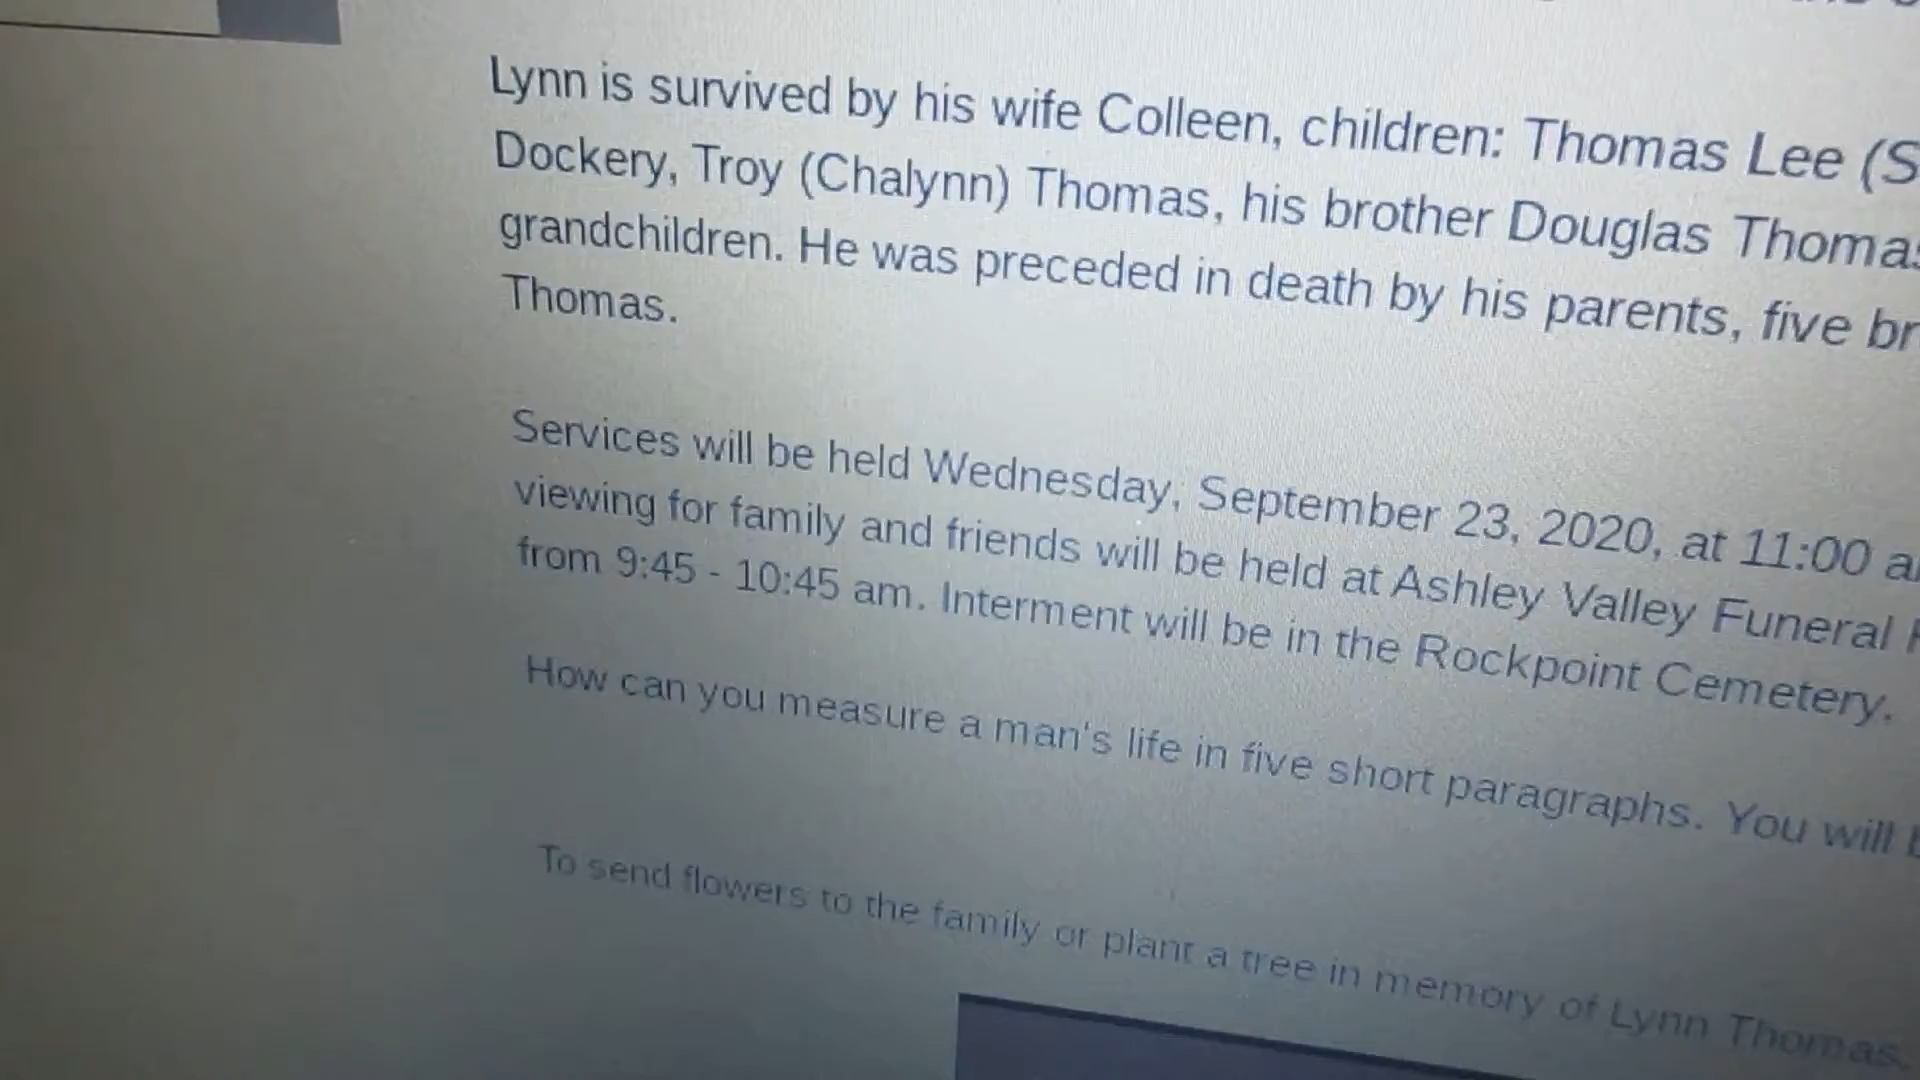 Lynn is survived by his wife Colleen, children: Thomas Lee (S
Dockery, Troy (Chalynn) Thomas, his brother Douglas Thomas
grandchildren. He was preceded in death by his parents, five br
Thomas.
Services will be held Wednesday, September 23, 2020, at 11:00 a
viewing for family and friends will be held at Ashley Valley Funeral
from 9:45 - 10:45 am. Interment will be in the Rockpoint Cemetery.
How can you measure a man's life in five short paragraphs. You will
To send flowers to the family or plant a tree in memory of Lynn Thomas.